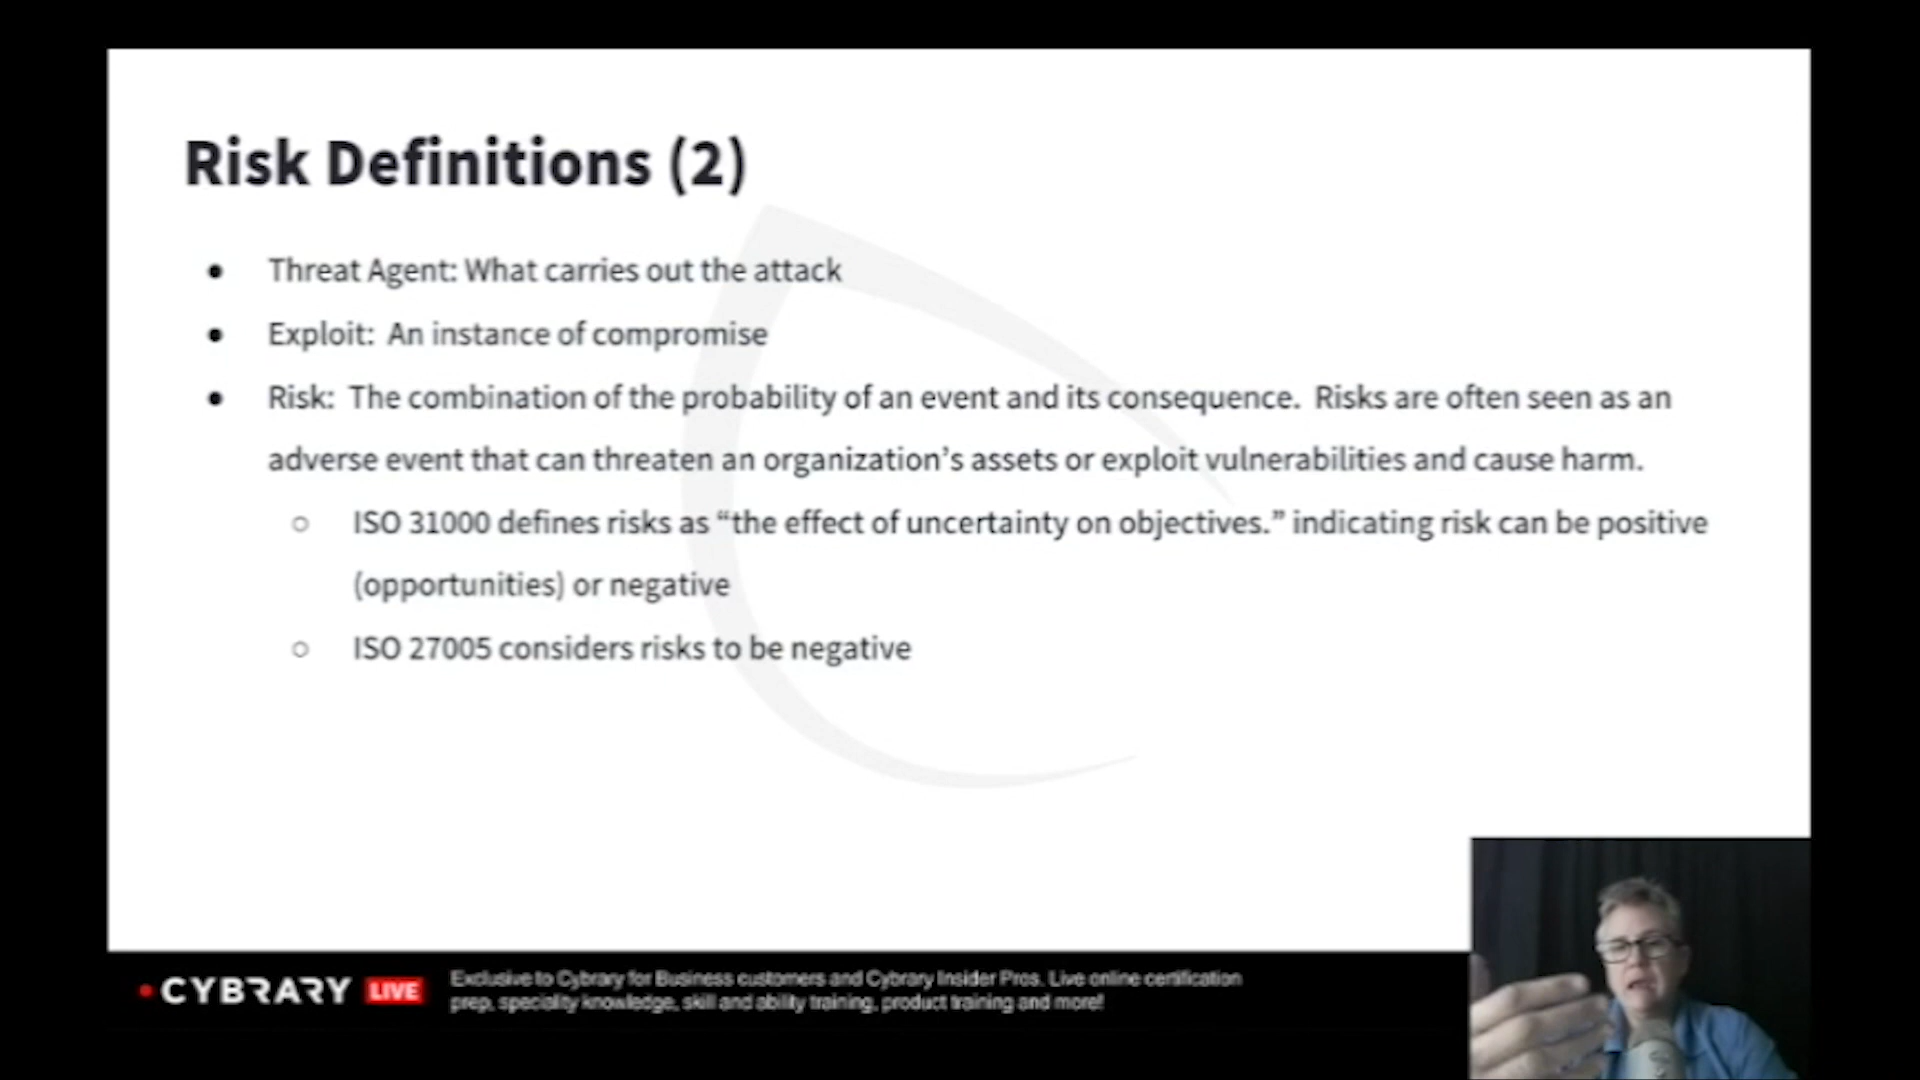 Risk Definitions (2)
● Threat Agent: What carries out the attack
● Exploit: An instance of compromise
● Risk: The combination of the probability of an event and its consequence. Risks are often seen as an
adverse event that can threaten an organization’s assets or exploit vulnerabilities and cause harm.
○ ISO 31000 defines risks as “the effect of uncertainty on objectives.” indicating risk can be positive
(opportunities) or negative
○ ISO 27005 considers risks to be negative
CYBRARY LIVE
Exclusive to Cybrary for Business customers and Cybrary Insider Pros. Live online certification
prep, speciality knowledge, skill and ability training, product training and more!